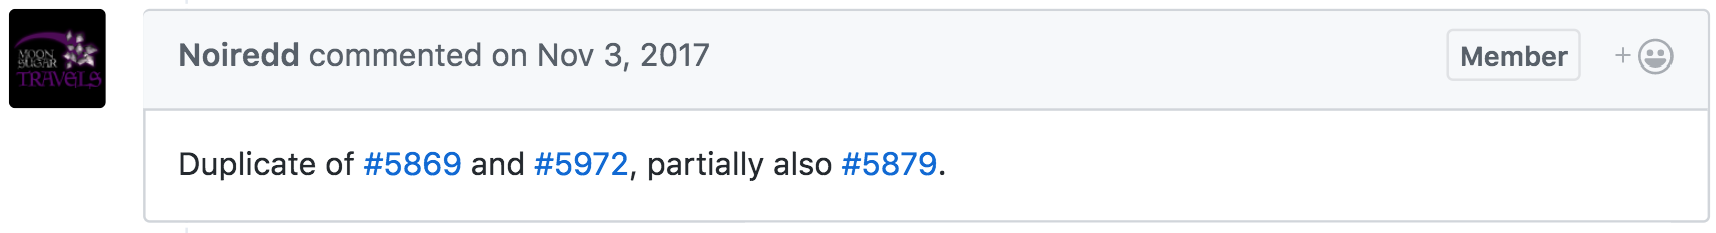 MOON
SUGAR
TRAVELS
Noiredd commented on Nov 3, 2017
Member
+
Duplicate of #5869 and #5972, partially also #5879.